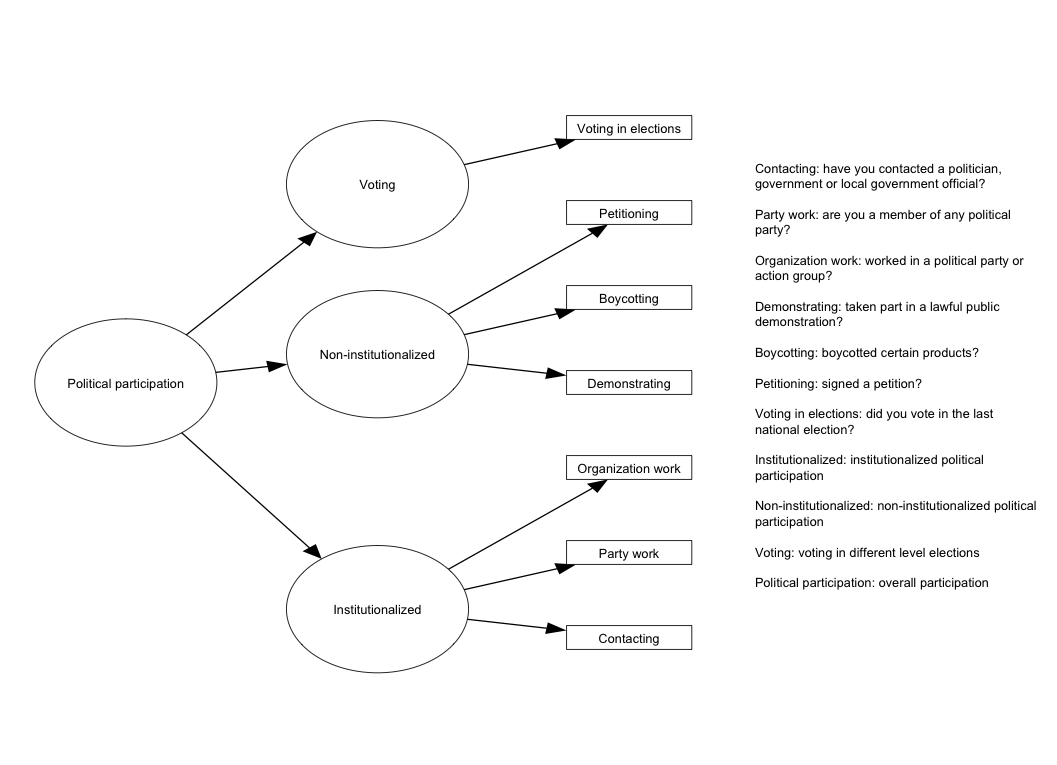 Voting in elections
Voting
Petitioning
Boycotting
Non-institutionalized
Political participation
Demonstrating
Organization work
Party work
Institutionalized
Contacting
Contacting: have you contacted a politician,
government or local government official?
Party work: are you a member of any political
party?
Organization work: worked in a political party or
action group?
Demonstrating: taken part in a lawful public
demonstration?
Boycotting: boycotted certain products?
Petitioning: signed a petition?
Voting in elections: did you vote in the last
national election?
Institutionalized: institutionalized political
participation
Non-institutionalized: non-institutionalized political
participation
Voting: voting in different level elections
Political participation: overall participation